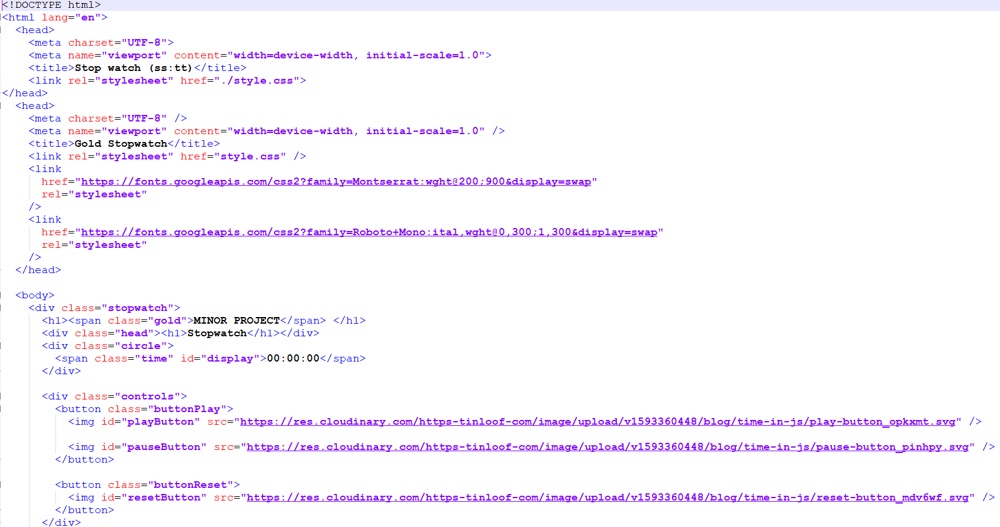 <!DOCTYPE html>
<html lang="en">
  <head>
    <meta charset="UTF-8">
    <meta name="viewport" content="width=device-width, initial-scale=1.0">
    <title>Stop watch (ss:tt)</title>
    <link rel="stylesheet" href="./style.css">
</head>
  <head>
    <meta charset="UTF-8" />
    <meta name="viewport" content="width=device-width, initial-scale=1.0" />
    <title>Gold Stopwatch</title>
    <link rel="stylesheet" href="style.css" />
    <link
      href="https://fonts.googleapis.com/css2?family=Montserrat:wght@200;900&display=swap"
      rel="stylesheet"
    />
    <link
      href="https://fonts.googleapis.com/css2?family=Roboto+Mono:ital,wght@0,300;1,300&display=swap"
      rel="stylesheet"
    />
  </head>
  <body>
    <div class="stopwatch">
      <h1><span class="gold">MINOR PROJECT</span> </h1>
      <div class="head"><h1>Stopwatch</h1></div>
      <div class="circle">
        <span class="time" id="display">00:00:00</span>
      </div>
      <div class="controls">
        <button class="buttonPlay">
          <img id="playButton" src="https://res.cloudinary.com/https-tinloof-com/image/upload/v1593360448/blog/time-in-js/play-button_opkxmt.svg" />
          <img id="pauseButton" src="https://res.cloudinary.com/https-tinloof-com/image/upload/v1593360448/blog/time-in-js/pause-button_pinhpy.svg" />
        </button>
        <button class="buttonReset">
          <img id="resetButton" src="https://res.cloudinary.com/https-tinloof-com/image/upload/v1593360448/blog/time-in-js/reset-button_mdv6wf.svg" />
        </button>
      </div>